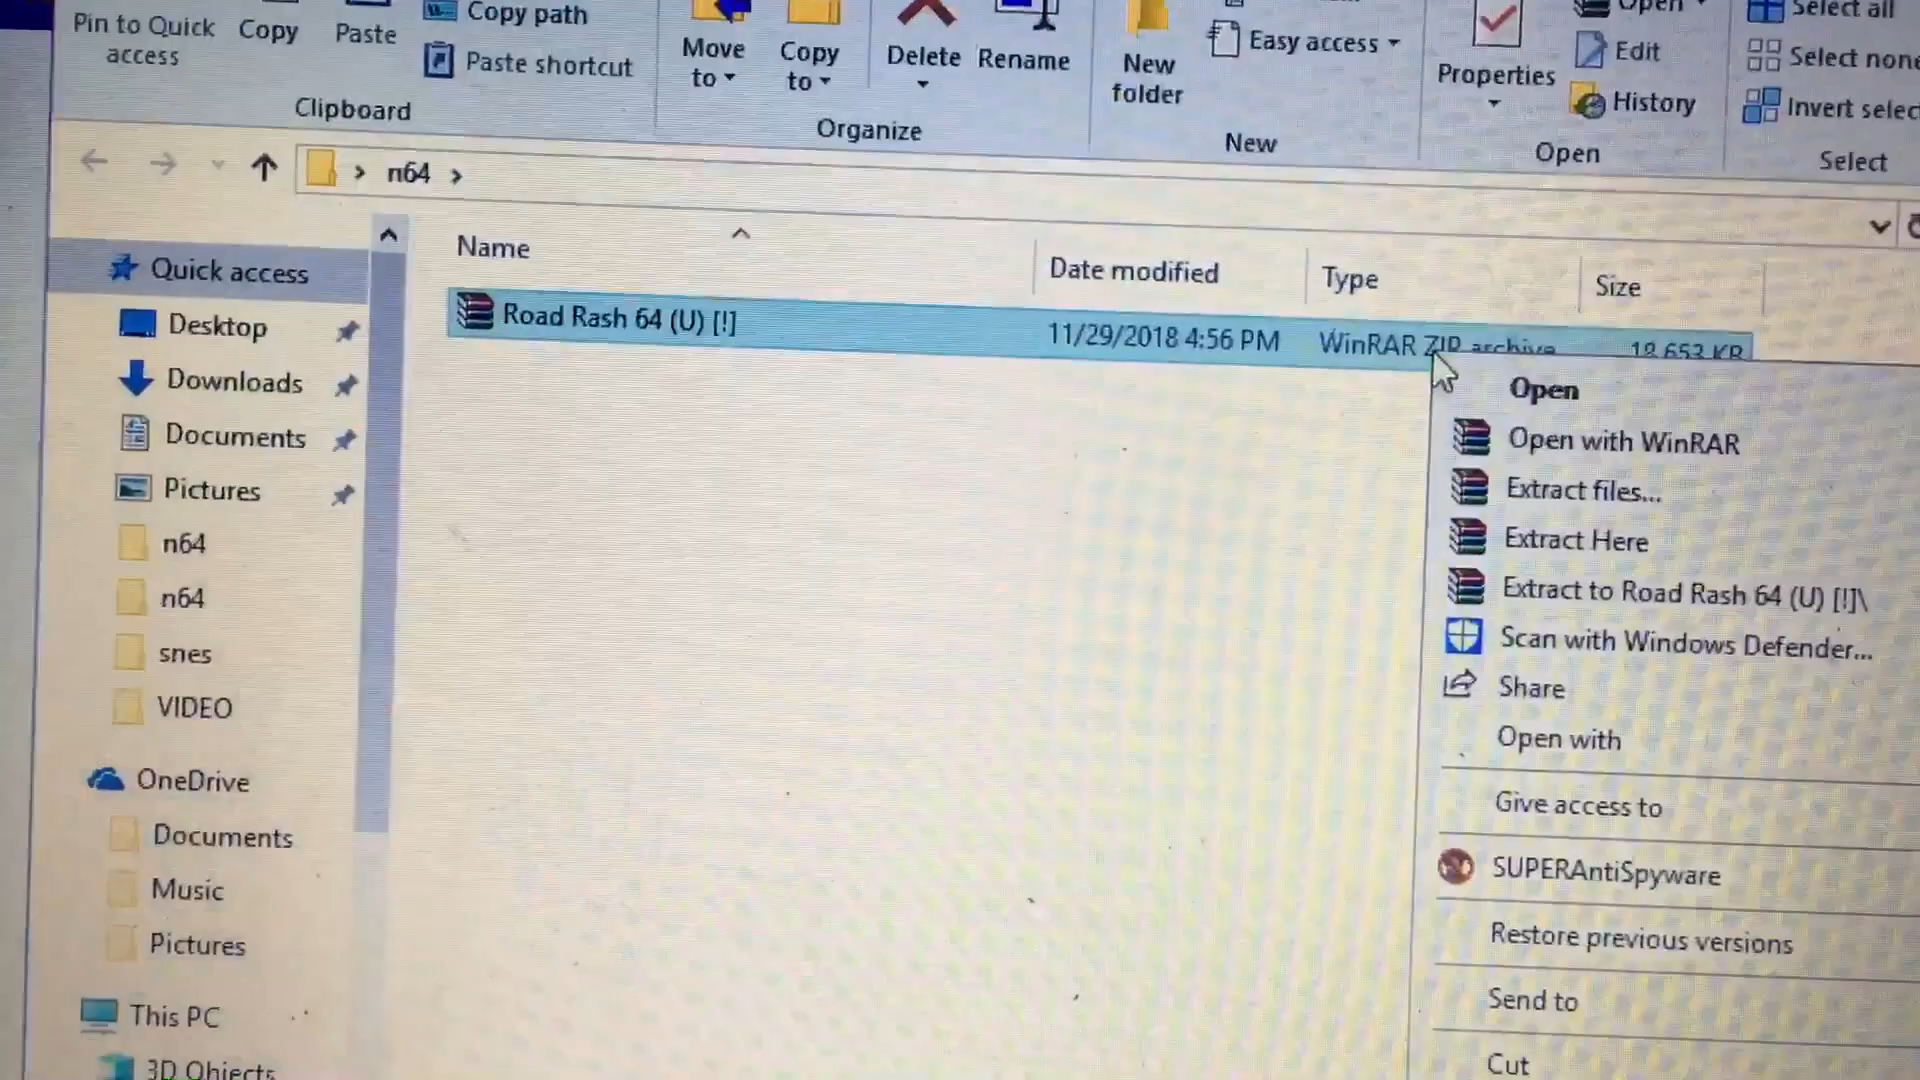 Pin to Quick access
Copy
Paste
Copy path
Paste shortcut
Clipboard
Move to
Copy to
Delete
Rename
Organize
New folder
Easy access
New
Properties
Open
Edit
History
Open
Select all
Select none
Invert selec
Select
n64
Name
Date modified
Type
Size
Road Rash 64 (U) [!]
11/29/2018 4:56 PM
WinRAR ZIP archive
18,653 KB
Quick access
Desktop
Downloads
Documents
Pictures
n64
n64
snes
VIDEO
OneDrive
Documents
Music
Pictures
This PC
3D Objects
Open
Open with WinRAR
Extract files...
Extract Here
Extract to Road Rash 64 (U) [!]\
Scan with Windows Defender...
Share
Open with
Give access to
SUPERAntiSpyware
Restore previous versions
Send to
Cut